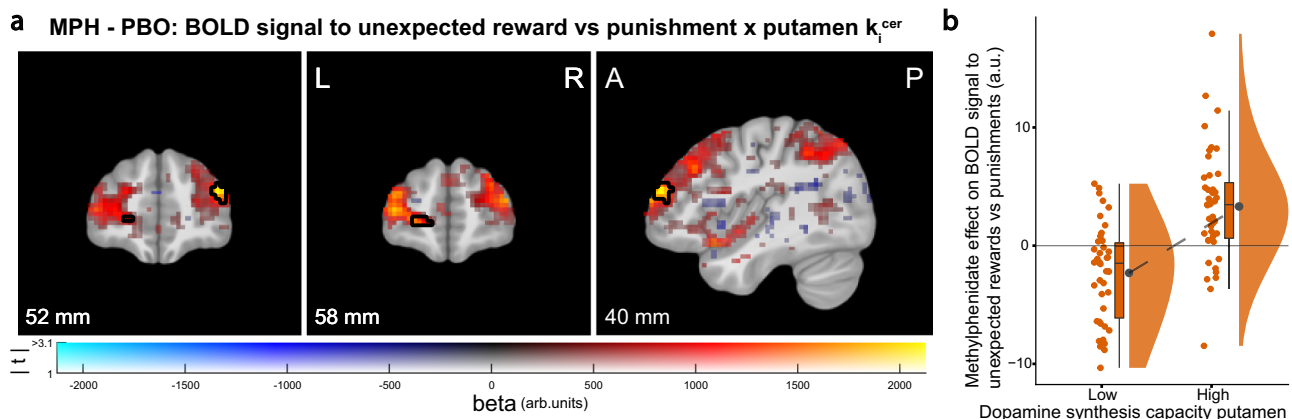 a MPH - PBO: BOLD signal to unexpected reward vs punishment x putamen k_i^cer
L R A P
52 mm 58 mm 40 mm
| t | >3.1
1
-2000 -1500 -1000 -500 0 500 1000 1500 2000
beta (arb.units)
b
Methylphenidate effect on BOLD signal to
unexpected rewards vs punishments (a.u.)
10
0
−10
Low High
Dopamine synthesis capacity putamen